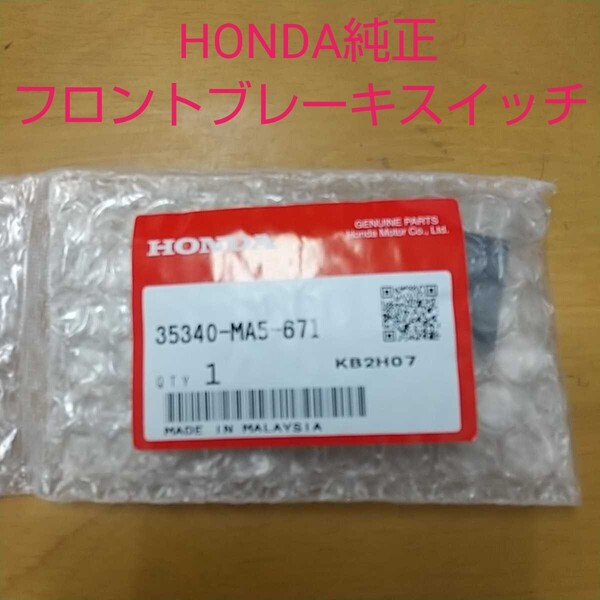 HONDA純正
フロントブレーキスイッチ
GENUINE PARTS
Honda Motor Co., Ltd.
HONDA
35340-MA5-671
KB2H07
QTY 1
MADE IN MALAYSIA